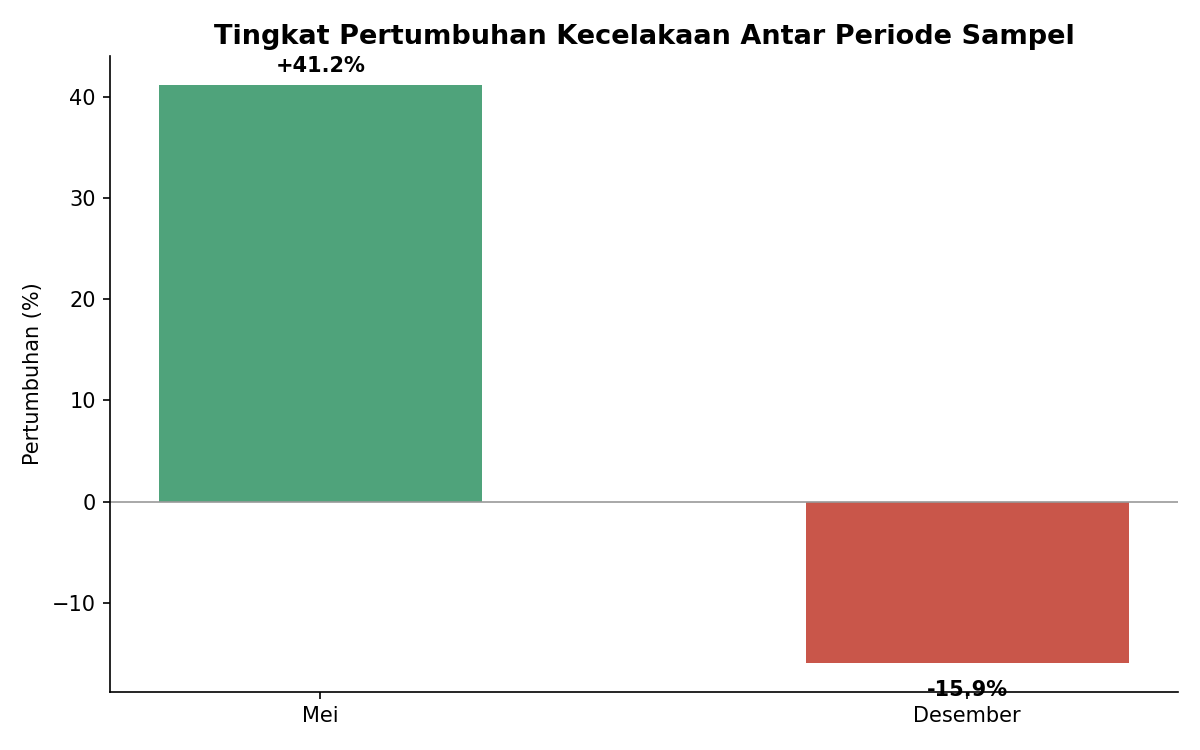 Tingkat Pertumbuhan Kecelakaan Antar Periode Sampel
+41.2%
40
30
20
10
0
−10
Pertumbuhan (%)
-15.9%
Mei
Desember